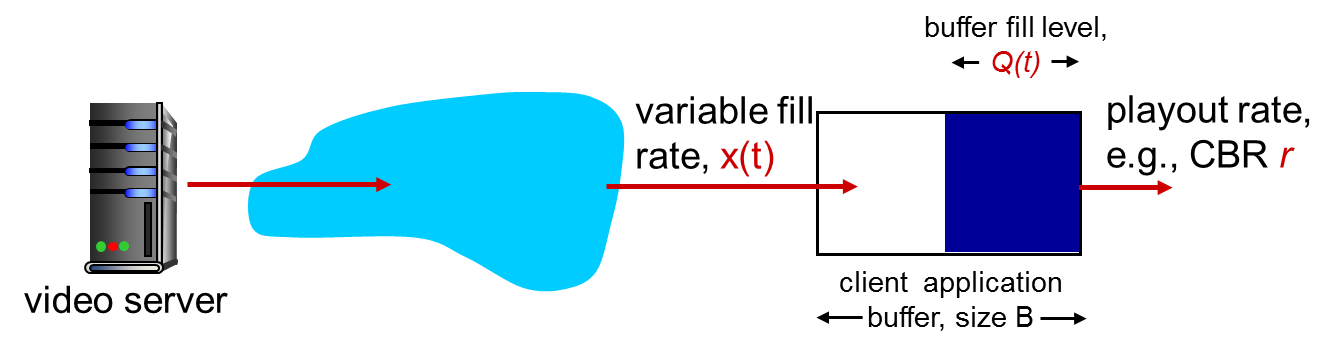 video server
variable fill
rate, x(t)
buffer fill level,
Q(t)
client application
buffer, size B
playout rate,
e.g., CBR r